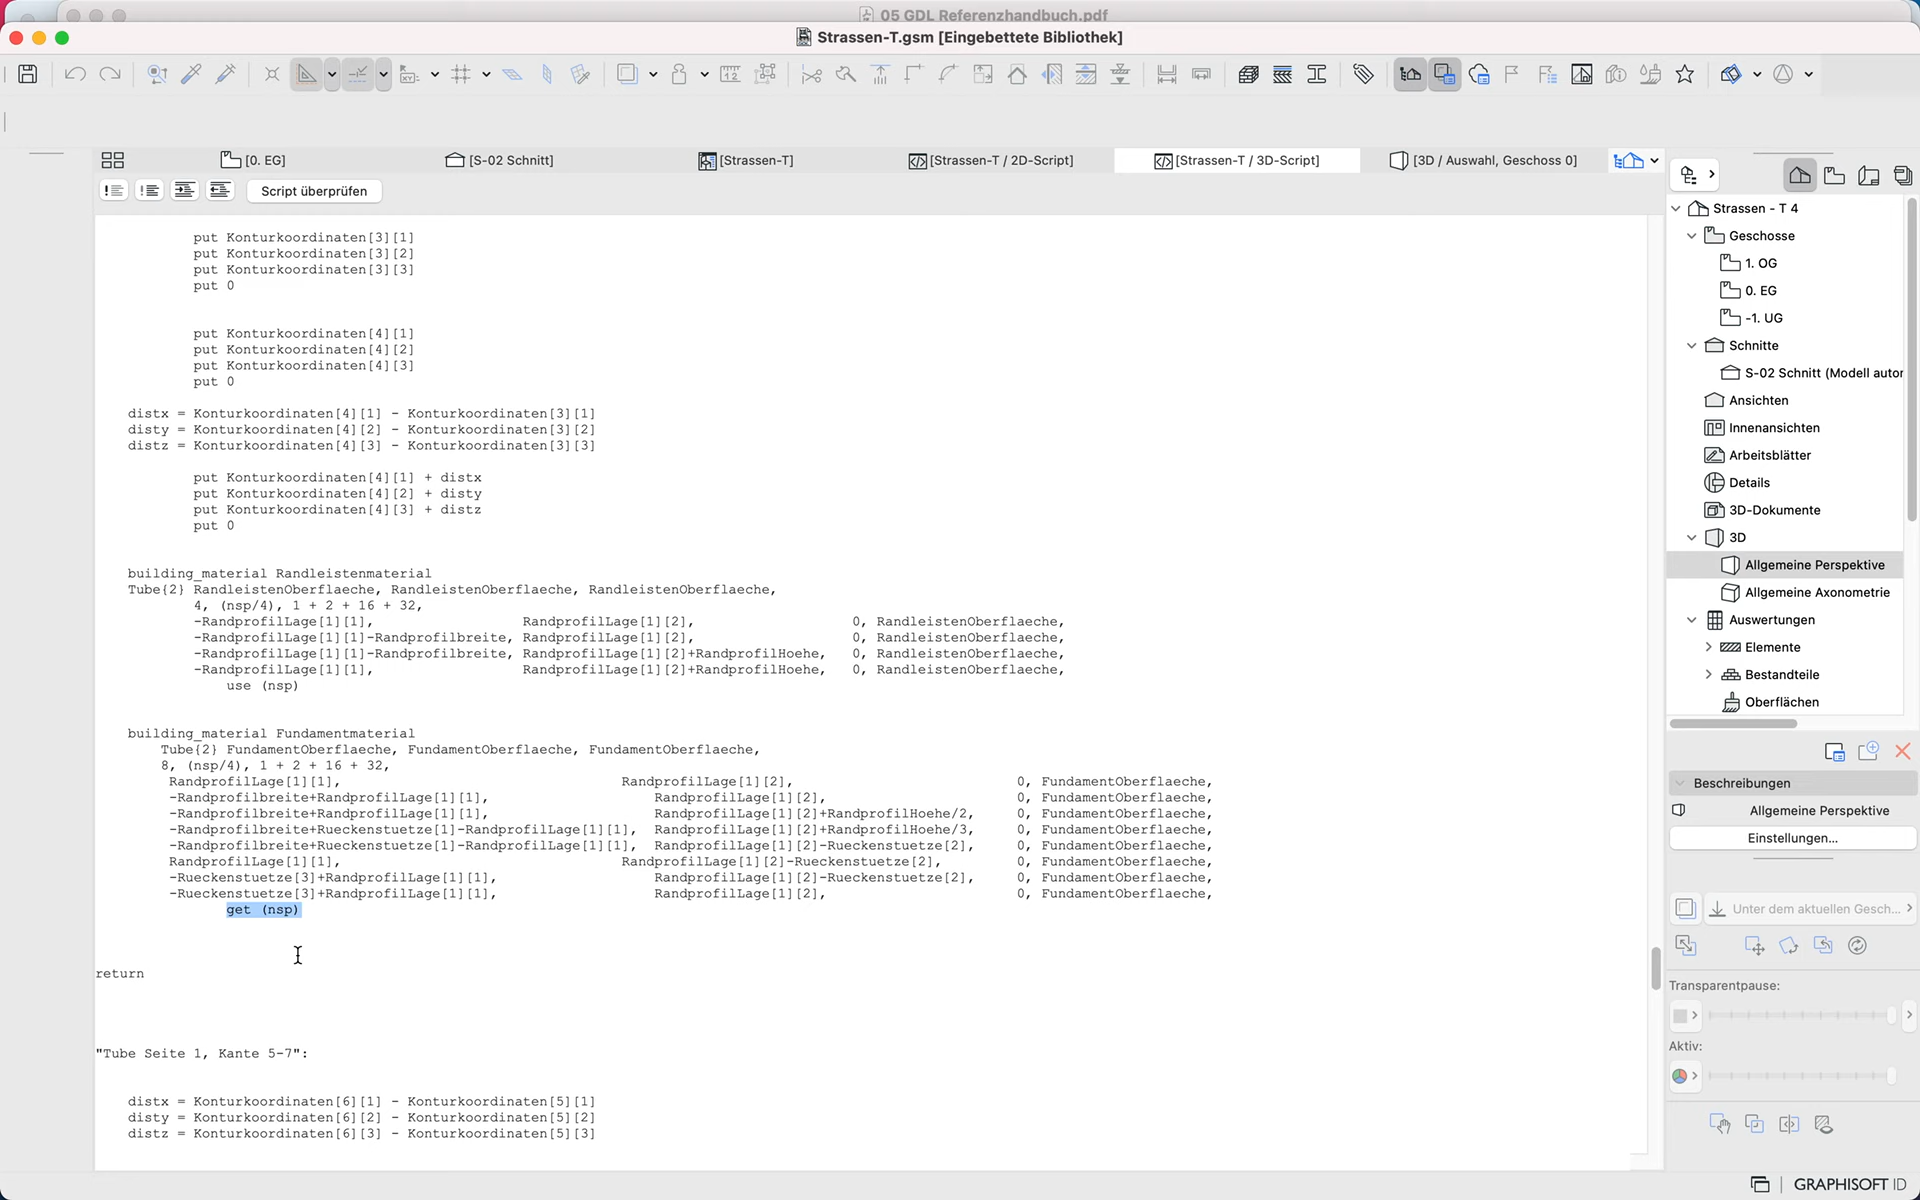 05 GDL Referenzhandbuch.pdf
Strassen-T.gsm [Eingebettete Bibliothek]
[0. EG]
[S-02 Schnitt]
[Strassen-T]
[Strassen-T / 2D-Script]
[Strassen-T / 3D-Script]
[3D / Auswahl, Geschoss 0]
Script überprüfen
put Konturkoordinaten[3][1]
put Konturkoordinaten[3][2]
put Konturkoordinaten[3][3]
put 0
put Konturkoordinaten[4][1]
put Konturkoordinaten[4][2]
put Konturkoordinaten[4][3]
put 0
distx = Konturkoordinaten[4][1] - Konturkoordinaten[3][1]
disty = Konturkoordinaten[4][2] - Konturkoordinaten[3][2]
distz = Konturkoordinaten[4][3] - Konturkoordinaten[3][3]
put Konturkoordinaten[4][1] + distx
put Konturkoordinaten[4][2] + disty
put Konturkoordinaten[4][3] + distz
put 0
building_material Randleistenmaterial
Tube{2} RandleistenOberflaeche, RandleistenOberflaeche, RandleistenOberflaeche,
4, (nsp/4), 1 + 2 + 16 + 32,
-RandprofilLage[1][1], RandprofilLage[1][2], 0, RandleistenOberflaeche,
-RandprofilLage[1][1]-Randprofilbreite, RandprofilLage[1][2], 0, RandleistenOberflaeche,
-RandprofilLage[1][1]-Randprofilbreite, RandprofilLage[1][2]+RandprofilHoehe, 0, RandleistenOberflaeche,
-RandprofilLage[1][1], RandprofilLage[1][2]+RandprofilHoehe, 0, RandleistenOberflaeche,
use (nsp)
building_material Fundamentmaterial
Tube{2} FundamentOberflaeche, FundamentOberflaeche, FundamentOberflaeche,
8, (nsp/4), 1 + 2 + 16 + 32,
RandprofilLage[1][1], RandprofilLage[1][2], 0, FundamentOberflaeche,
-Randprofilbreite+RandprofilLage[1][1], RandprofilLage[1][2], 0, FundamentOberflaeche,
-Randprofilbreite+RandprofilLage[1][1], RandprofilLage[1][2]+RandprofilHoehe/2, 0, FundamentOberflaeche,
-Randprofilbreite+Rueckenstuetze[1]-RandprofilLage[1][1], RandprofilLage[1][2]+RandprofilHoehe/3, 0, FundamentOberflaeche,
-Randprofilbreite+Rueckenstuetze[1]-RandprofilLage[1][1], RandprofilLage[1][2]-Rueckenstuetze[2], 0, FundamentOberflaeche,
RandprofilLage[1][1], RandprofilLage[1][2]-Rueckenstuetze[2], 0, FundamentOberflaeche,
-Rueckenstuetze[3]+RandprofilLage[1][1], RandprofilLage[1][2]-Rueckenstuetze[2], 0, FundamentOberflaeche,
-Rueckenstuetze[3]+RandprofilLage[1][1], RandprofilLage[1][2], 0, FundamentOberflaeche,
get (nsp)
return
"Tube Seite 1, Kante 5-7":
distx = Konturkoordinaten[6][1] - Konturkoordinaten[5][1]
disty = Konturkoordinaten[6][2] - Konturkoordinaten[5][2]
distz = Konturkoordinaten[6][3] - Konturkoordinaten[5][3]
Strassen - T 4
Geschosse
1. OG
0. EG
-1. UG
Schnitte
S-02 Schnitt (Modell autor
Ansichten
Innenansichten
Arbeitsblätter
Details
3D-Dokumente
3D
Allgemeine Perspektive
Allgemeine Axonometrie
Auswertungen
Elemente
Bestandteile
Oberflächen
Beschreibungen
Allgemeine Perspektive
Einstellungen...
Unter dem aktuellen Gesch...
Transparentpause:
Aktiv:
GRAPHISOFT ID